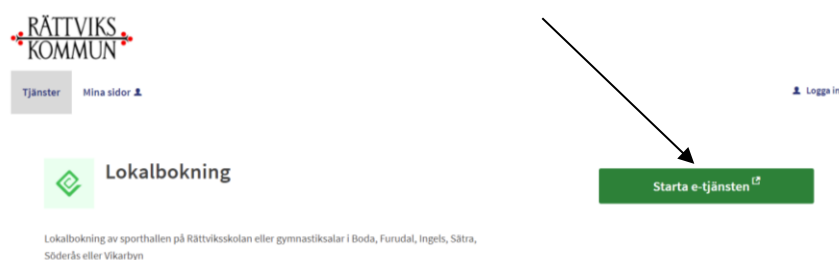 RÄTTVIKS
KOMMUN
Tjänster Mina sidor Logga in
Lokalbokning
Starta e-tjänsten
Lokalbokning av sporthallen på Rättviksskolan eller gymnastiksalar i Boda, Furudal, Ingels, Sätra,
Söderås eller Vikarbyn